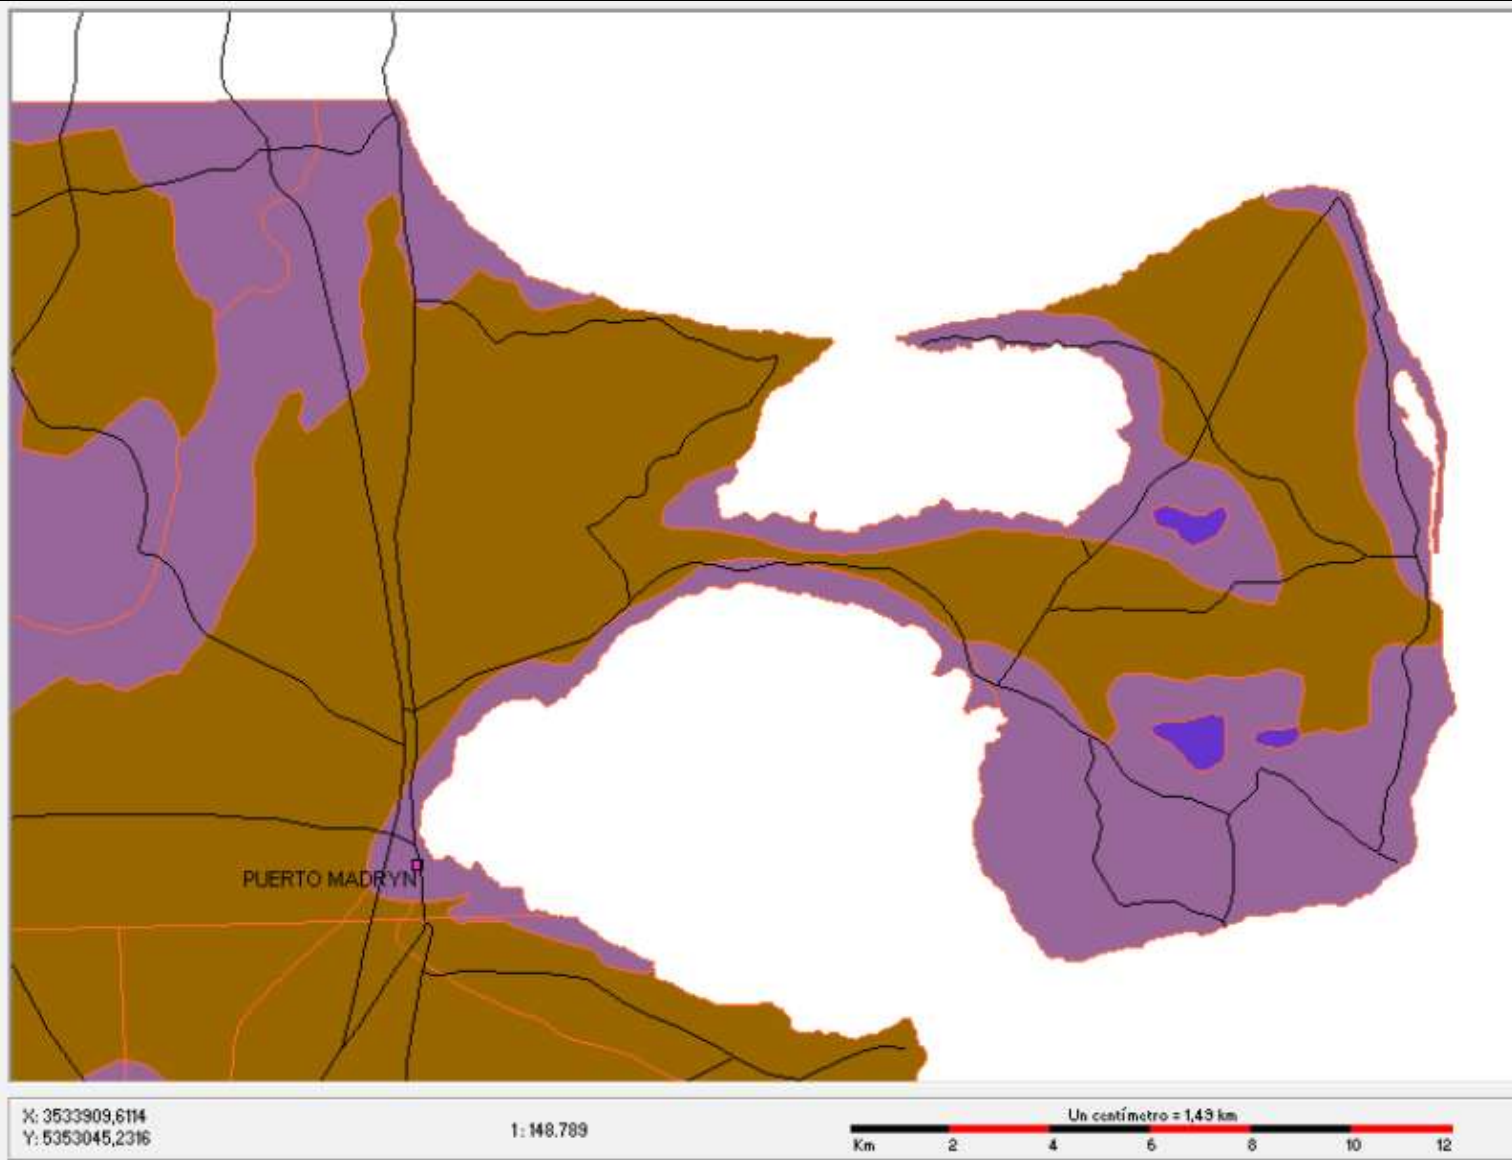 PUERTO MADRYN
X: 3533909,6114
Y: 5353045,2316
1: 148.789
Un centímetro = 1,49 km
Km 2 4 6 8 10 12